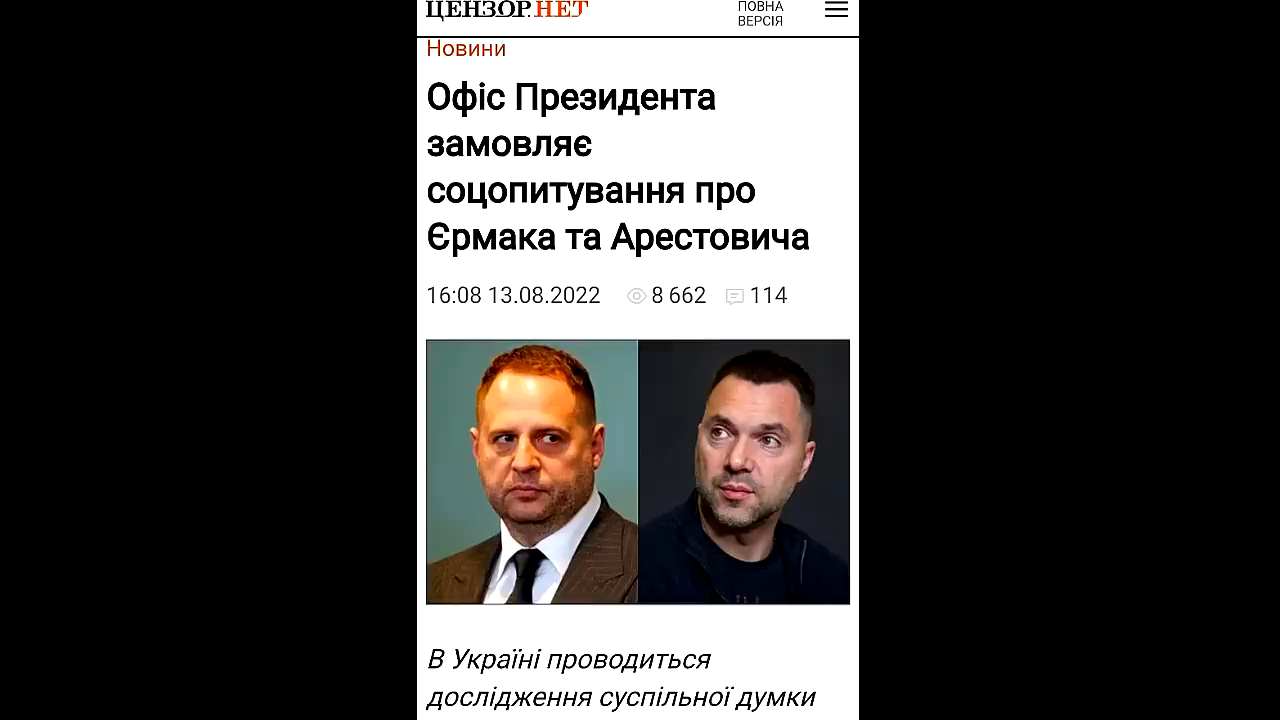 ЦЕНЗОР.НЕТ
ПОВНА
ВЕРСІЯ
Новини
Офіс Президента
замовляє
соцопитування про
Єрмака та Арестовича
16:08 13.08.2022 8 662 114
В Україні проводиться
дослідження суспільної думки